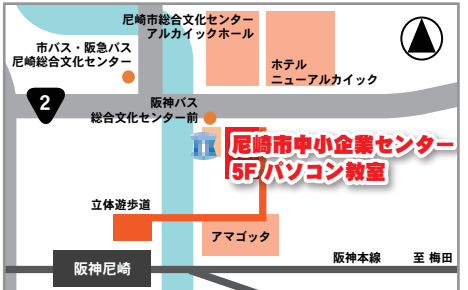 尼崎市総合文化センター
アルカイックホール
市バス・阪急バス
尼崎総合文化センター
ホテル
ニューアルカイック
2
阪神バス
総合文化センター前
尼崎市中小企業センター
5F パソコン教室
立体遊歩道
アマゴッタ
阪神尼崎
阪神本線 至 梅田